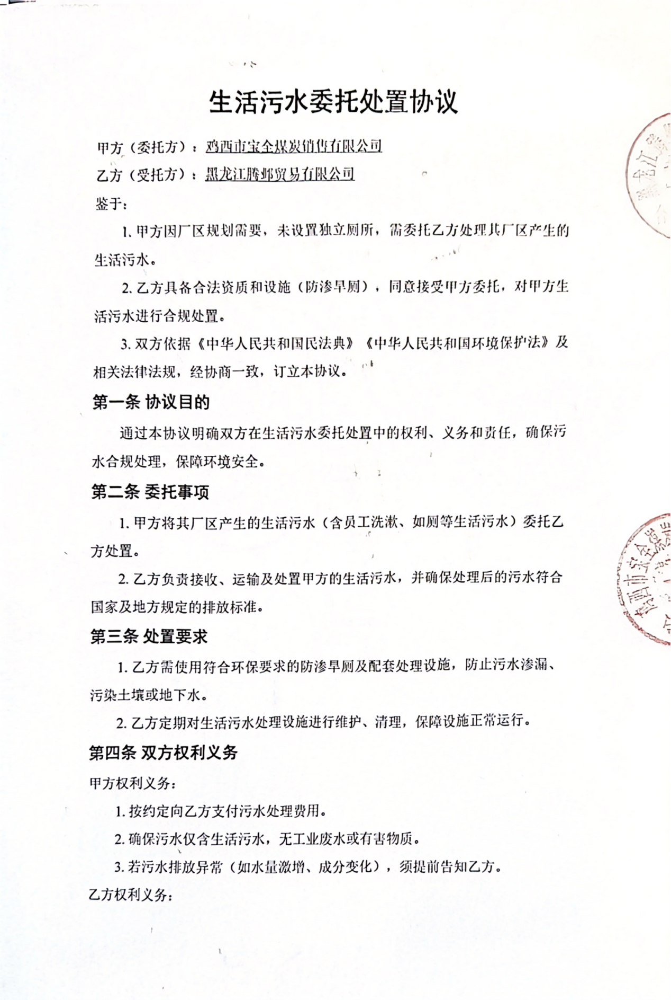 生活污水委托处置协议
甲方（委托方）：鸡西市宝全煤炭销售有限公司
乙方（受托方）：黑龙江腾邺贸易有限公司
鉴于：
1. 甲方因厂区规划需要，未设置独立厕所，需委托乙方处理其厂区产生的
生活污水。
2. 乙方具备合法资质和设施（防渗旱厕），同意接受甲方委托，对甲方生
活污水进行合规处置。
3. 双方依据《中华人民共和国民法典》《中华人民共和国环境保护法》及
相关法律法规，经协商一致，订立本协议。
第一条 协议目的
通过本协议明确双方在生活污水委托处置中的权利、义务和责任，确保污
水合规处理，保障环境安全。
第二条 委托事项
1. 甲方将其厂区产生的生活污水（含员工洗漱、如厕等生活污水）委托乙
方处置。
2. 乙方负责接收、运输及处置甲方的生活污水，并确保处理后的污水符合
国家及地方规定的排放标准。
第三条 处置要求
1. 乙方需使用符合环保要求的防渗旱厕及配套处理设施，防止污水渗漏、
污染土壤或地下水。
2. 乙方定期对生活污水处理设施进行维护、清理，保障设施正常运行。
第四条 双方权利义务
甲方权利义务：
1. 按约定向乙方支付污水处理费用。
2. 确保污水仅含生活污水，无工业废水或有害物质。
3. 若污水排放异常（如水量激增、成分变化），须提前告知乙方。
乙方权利义务：
黑龙江
鸡西市宝全煤